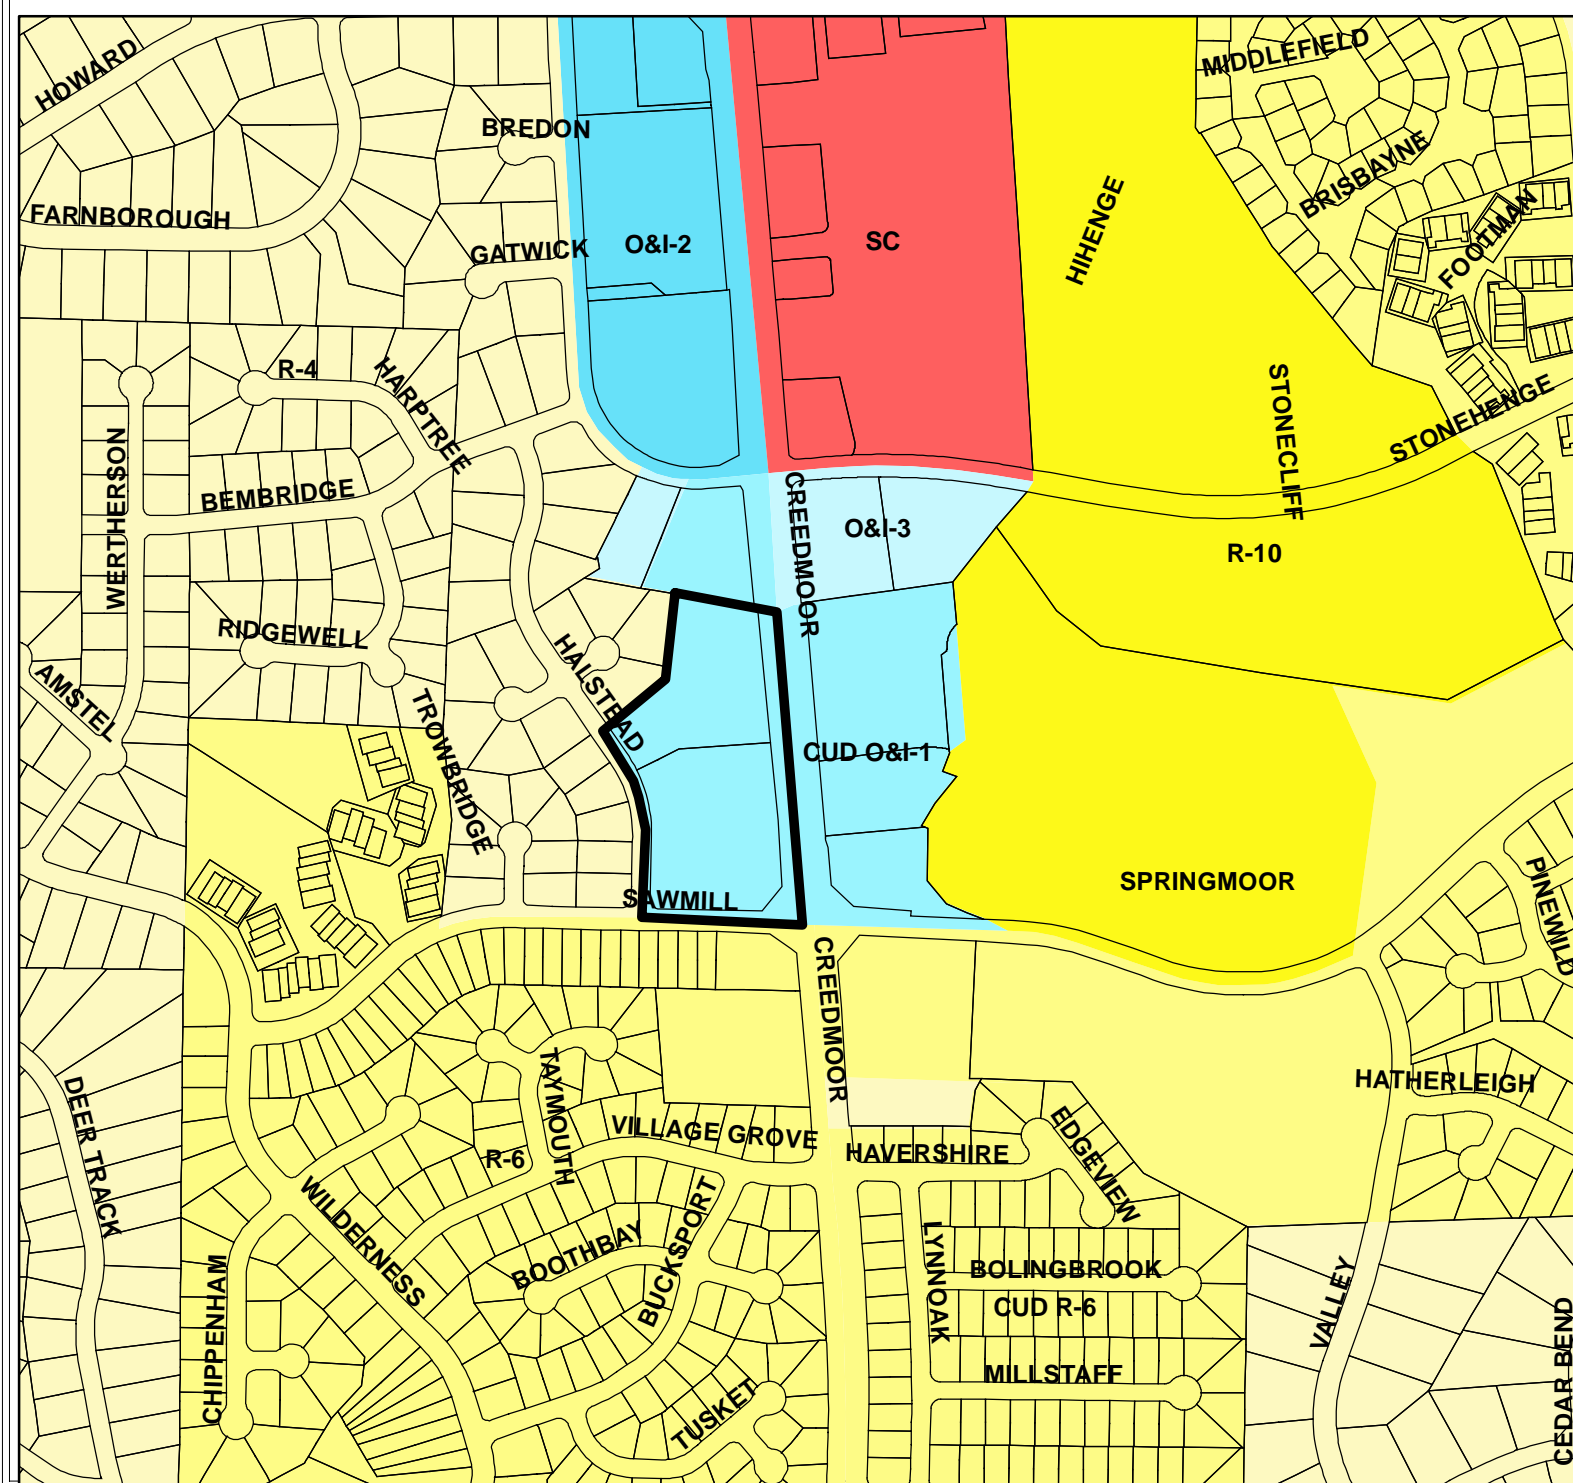 HOWARD
MIDDLEFIELD
BREDON
BRISBAYNE
FARNBOROUGH
GATWICK
O&I-2
SC
HIHENGE
FOOTMAN
R-4
HARPTREE
STONECLIFF
STONEHENGE
WERTHERSON
BEMBRIDGE
CREEDMOOR
O&I-3
R-10
RIDGEWELL
HALSTEAD
AMSTEL
TROWBRIDGE
CUD O&I-1
SPRINGMOOR
SAWMILL
PINEWILD
CREEDMOOR
DEER TRACK
TAYMOUTH
HATHERLEIGH
VILLAGE GROVE
EDGEVIEW
R-6
HAVERSHIRE
WILDERNESS
BUCKSPORT
BOOTHBAY
LYNNOAK
BOLINGBROOK
CHIPPENHAM
CUD R-6
VALLEY
MILLSTAFF
CEDAR BEND
TUSKET